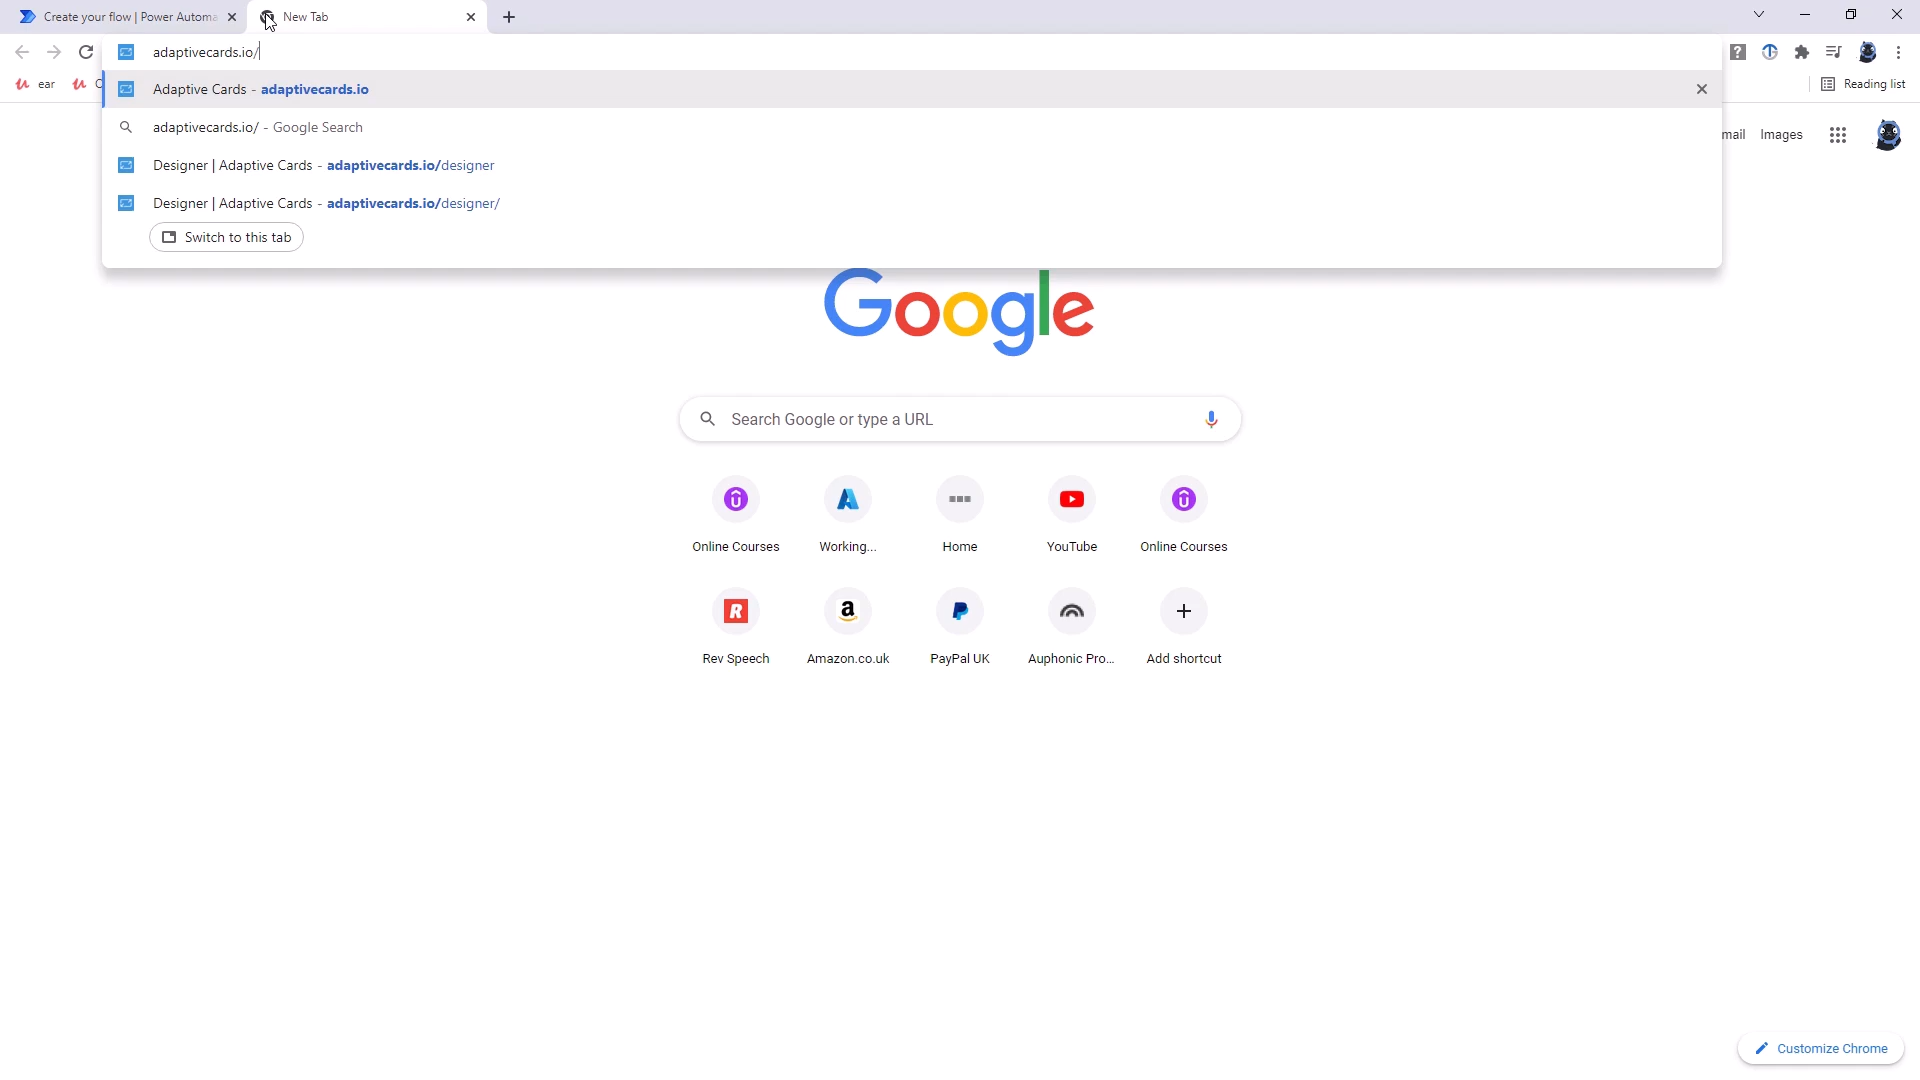 Create your flow | Power Automa
New Tab
adaptivecards.io/
ear
Adaptive Cards - adaptivecards.io
Reading list
adaptivecards.io/ - Google Search
mail Images
Designer | Adaptive Cards - adaptivecards.io/designer
Designer | Adaptive Cards - adaptivecards.io/designer/
Switch to this tab
Google
Search Google or type a URL
Online Courses
Working...
Home
YouTube
Online Courses
Rev Speech
Amazon.co.uk
PayPal UK
Auphonic Pro...
Add shortcut
Customize Chrome